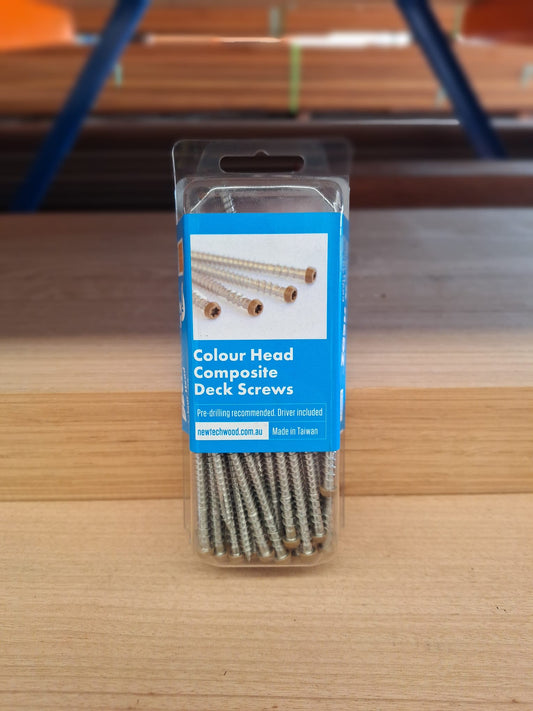 Colour Head
Composite
Deck Screws
Pre-drilling recommended. Driver included
newtechwood.com.au Made in Taiwan